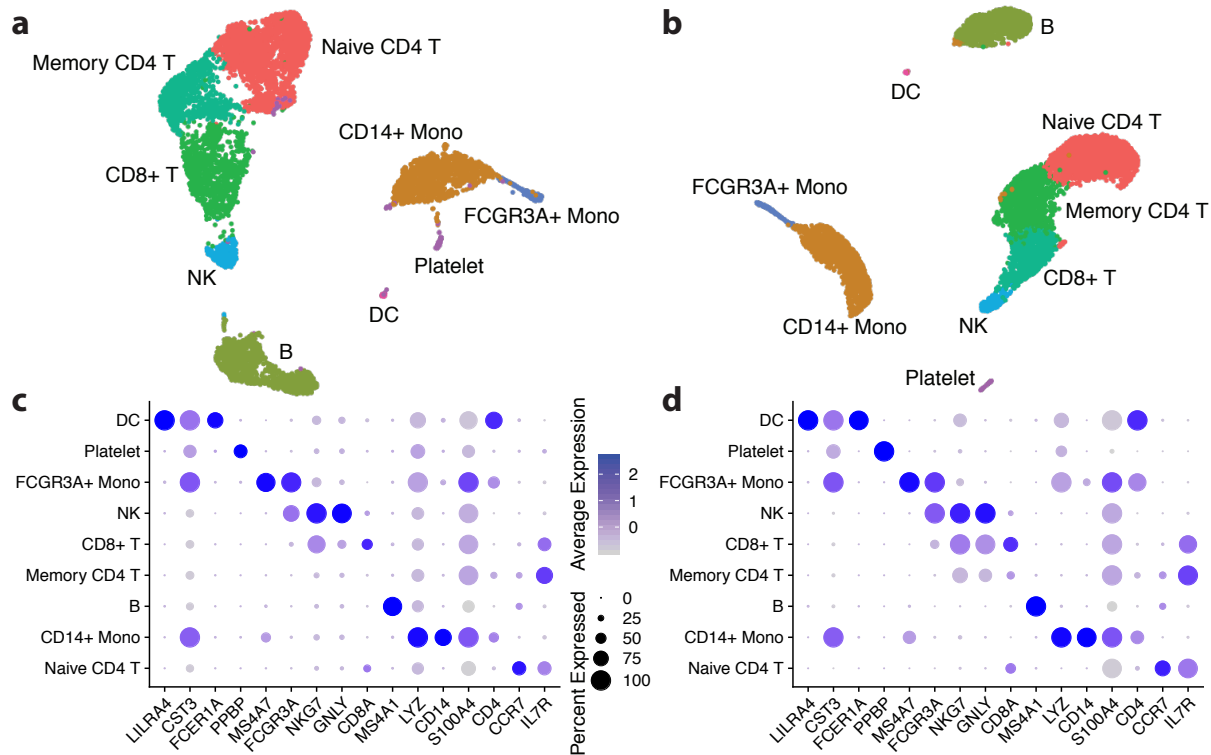 a
Naive CD4 T
Memory CD4 T
CD14+ Mono
CD8+ T
FCGR3A+ Mono
NK
Platelet
DC
B
b
B
DC
Naive CD4 T
FCGR3A+ Mono
Memory CD4 T
CD8+ T
CD14+ Mono
NK
Platelet
c
DC
Platelet
FCGR3A+ Mono
NK
CD8+ T
Memory CD4 T
B
CD14+ Mono
Naive CD4 T
LILRA4
CST3
FCER1A
PPBP
MS4A7
FCGR3A
NKG7
GNLY
CD8A
MS4A1
LYZ
CD14
S100A4
CD4
CCR7
IL7R
Average Expression
2
1
0
Percent Expressed
0
25
50
75
100
d
DC
Platelet
FCGR3A+ Mono
NK
CD8+ T
Memory CD4 T
B
CD14+ Mono
Naive CD4 T
LILRA4
CST3
FCER1A
PPBP
MS4A7
FCGR3A
NKG7
GNLY
CD8A
MS4A1
LYZ
CD14
S100A4
CD4
CCR7
IL7R